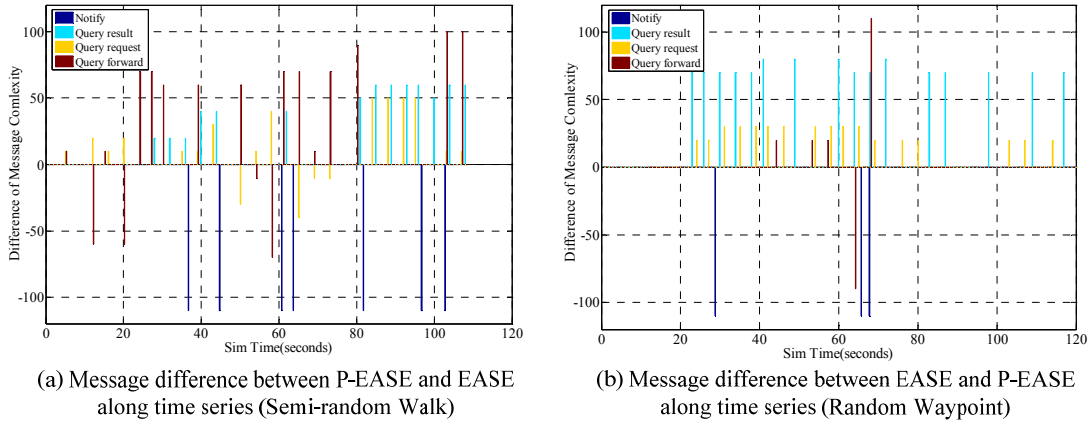 Notify
Query result
Query request
Query forward
Difference of Message Comlexity
100
50
0
-50
-100
0
20
40
60
80
100
120
Sim Time(seconds)
(a) Message difference between P-EASE and EASE
along time series (Semi-random Walk)
Notify
Query result
Query request
Query forward
Difference of Message Comlexity
100
50
0
-50
-100
0
20
40
60
80
100
120
Sim Time(seconds)
(b) Message difference between EASE and P-EASE
along time series (Random Waypoint)